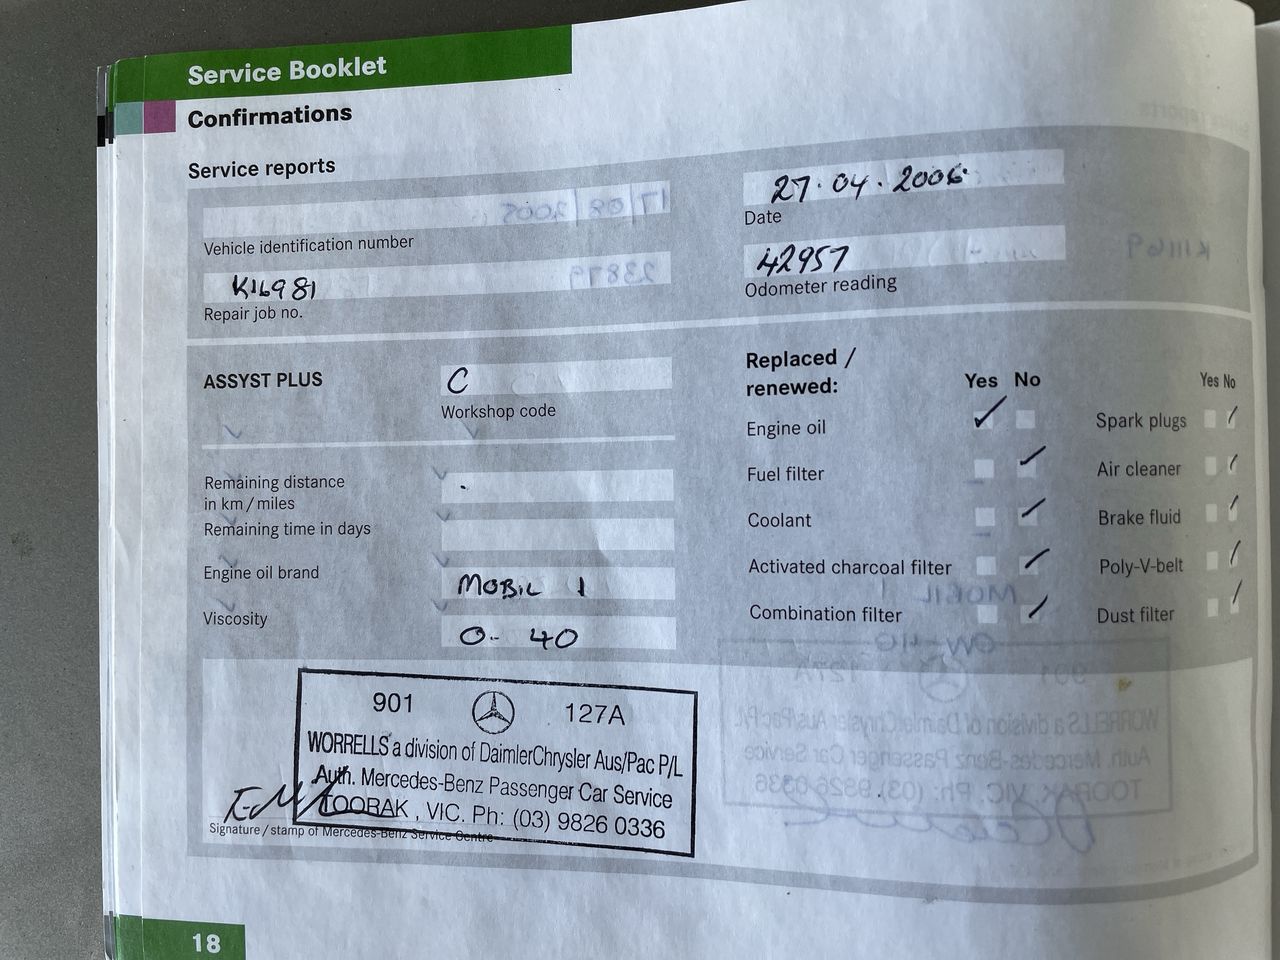 Service Booklet
Confirmations
Service reports
27.04.2006
Vehicle identification number
Date
K16981
42957
Repair job no.
Odometer reading
ASSYST PLUS
C
Workshop code
Replaced /
renewed:
Yes No
Yes No
Engine oil
Spark plugs
Fuel filter
Air cleaner
Coolant
Brake fluid
Activated charcoal filter
Poly-V-belt
Combination filter
Dust filter
Remaining distance
in km/miles
Remaining time in days
Engine oil brand
MOBIL 1
Viscosity
0- 40
901 127A
WORRELLS a division of DaimlerChrysler Aus/Pac P/L
Auth. Mercedes-Benz Passenger Car Service
TOORAK, VIC. Ph: (03) 9826 0336
Signature/stamp of Mercedes-Benz Service Centre
18